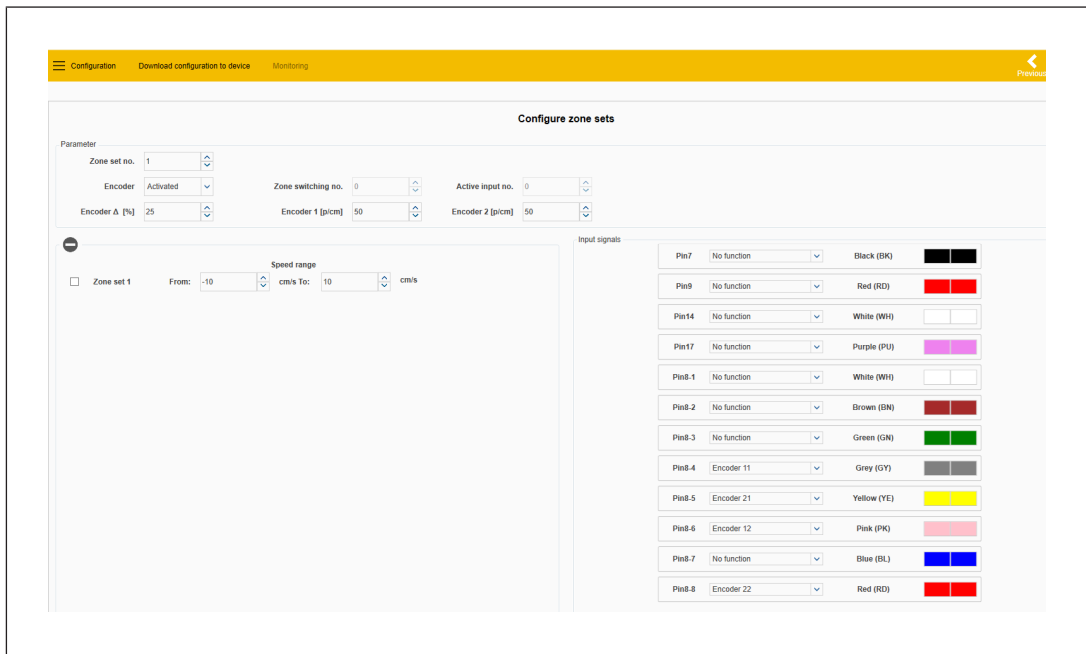 Configuration Download configuration to device Monitoring
Previous
Configure zone sets
Parameter
Zone set no. 1
Encoder Activated Zone switching no. 0 Active input no. 0
Encoder Δ [%] 25 Encoder 1 [p/cm] 50 Encoder 2 [p/cm] 50
Speed range
Zone set 1 From: -10 cm/s To: 10 cm/s
Input signals
Pin7 No function Black (BK)
Pin9 No function Red (RD)
Pin14 No function White (WH)
Pin17 No function Purple (PU)
Pin8-1 No function White (WH)
Pin8-2 No function Brown (BN)
Pin8-3 No function Green (GN)
Pin8-4 Encoder 11 Grey (GY)
Pin8-5 Encoder 21 Yellow (YE)
Pin8-6 Encoder 12 Pink (PK)
Pin8-7 No function Blue (BL)
Pin8-8 Encoder 22 Red (RD)